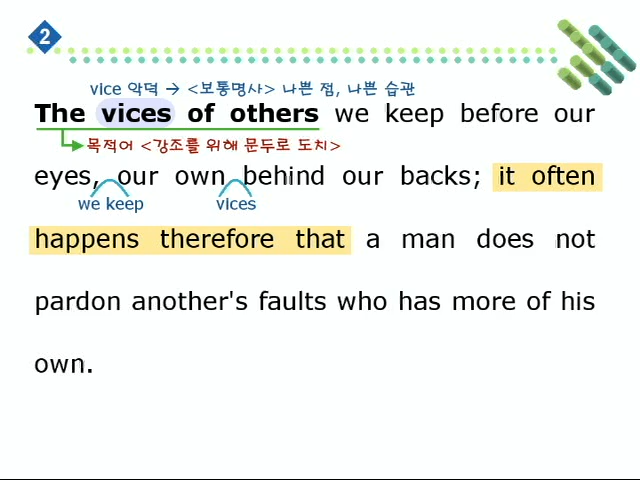 2
vice 악덕 → <보통명사> 나쁜 점, 나쁜 습관
The vices of others we keep before our
목적어 <강조를 위해 문두로 도치>
eyes, our own behind our backs; it often
we keep vices
happens therefore that a man does not
pardon another's faults who has more of his
own.